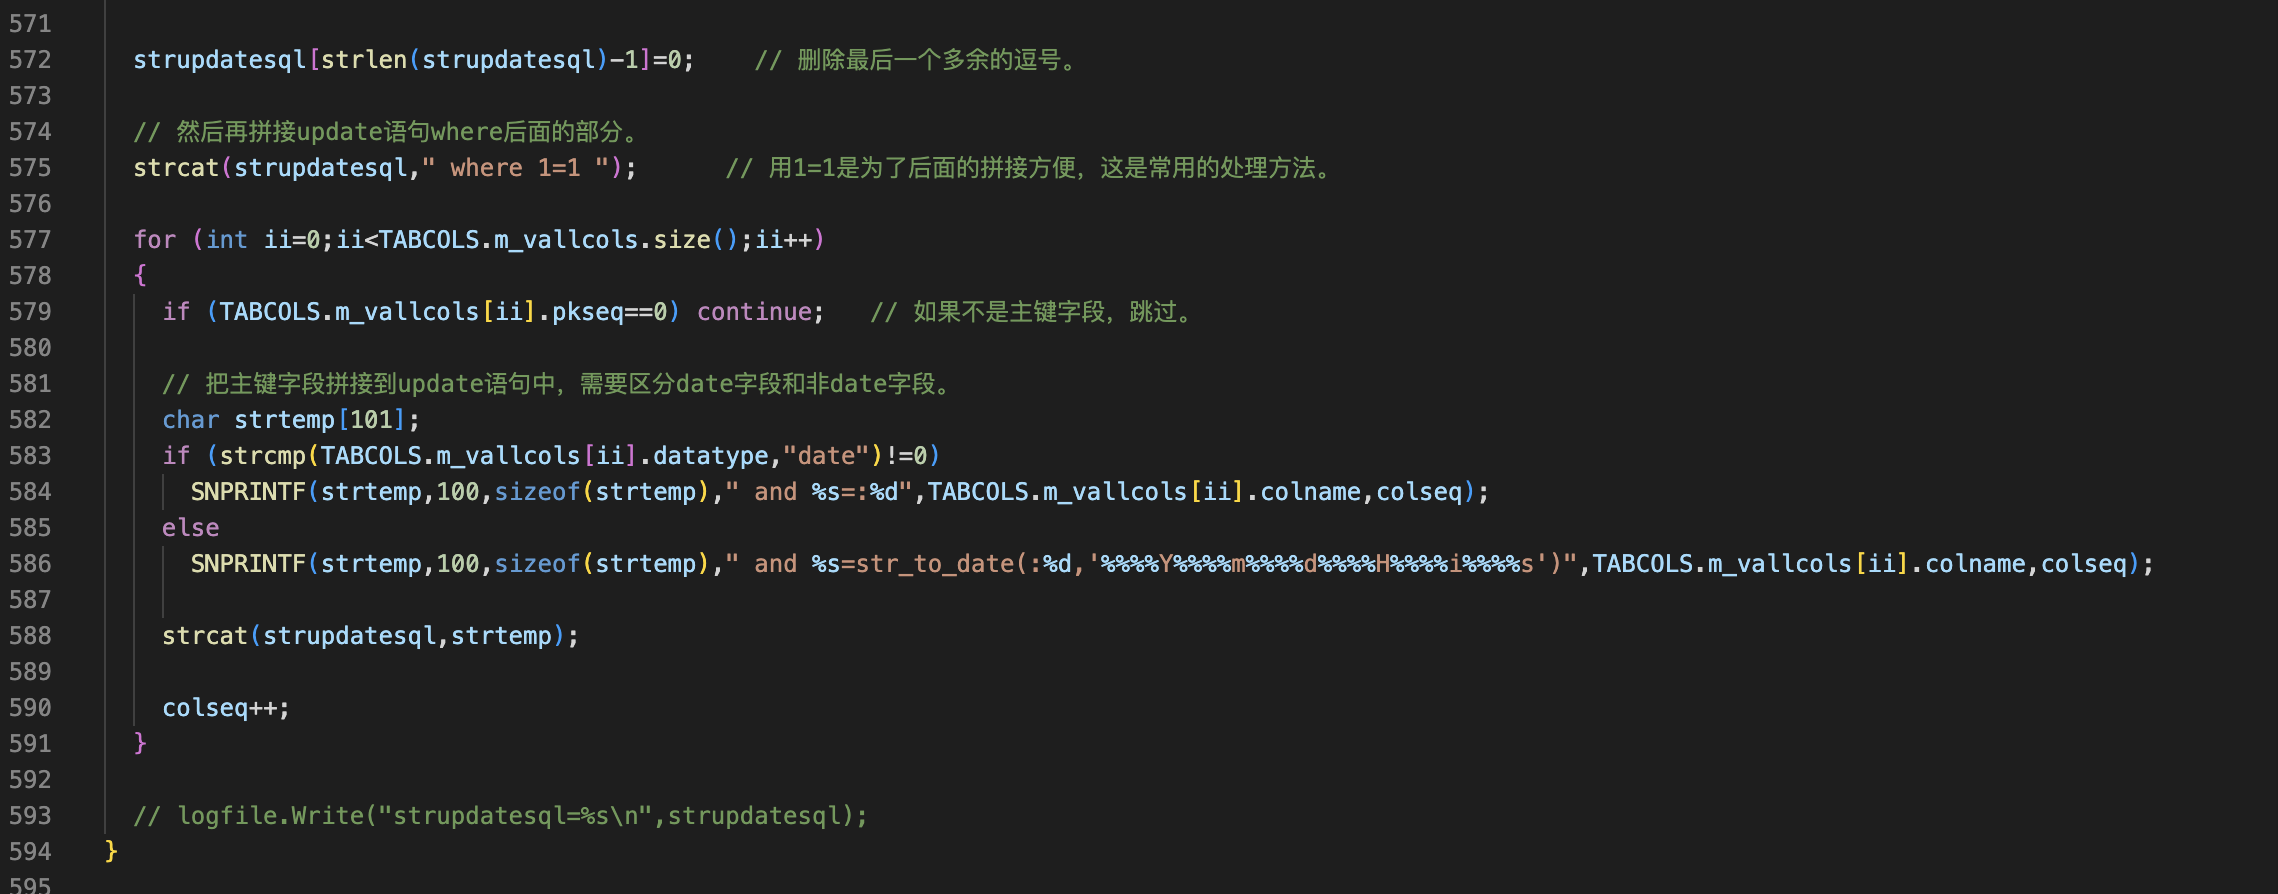 571
572 strupdatesql[strlen(strupdatesql)-1]=0;    // 删除最后一个多余的逗号。
573
574 // 然后再拼接update语句where后面的部分。
575 strcat(strupdatesql," where 1=1 ");      // 用1=1是为了后面的拼接方便，这是常用的处理方法。
576
577 for (int ii=0;ii<TABCOLS.m_vallcols.size();ii++)
578 {
579   if (TABCOLS.m_vallcols[ii].pkseq==0) continue;   // 如果不是主键字段，跳过。
580
581   // 把主键字段拼接到update语句中，需要区分date字段和非date字段。
582   char strtemp[101];
583   if (strcmp(TABCOLS.m_vallcols[ii].datatype,"date")!=0)
584     SNPRINTF(strtemp,100,sizeof(strtemp)," and %s=:%d",TABCOLS.m_vallcols[ii].colname,colseq);
585   else
586     SNPRINTF(strtemp,100,sizeof(strtemp)," and %s=str_to_date(:%d,'%%%%Y%%%%m%%%%d%%%%H%%%%i%%%%s')",TABCOLS.m_vallcols[ii].colname,colseq);
587
588   strcat(strupdatesql,strtemp);
589
590   colseq++;
591 }
592
593 // logfile.Write("strupdatesql=%s\n",strupdatesql);
594 }
595